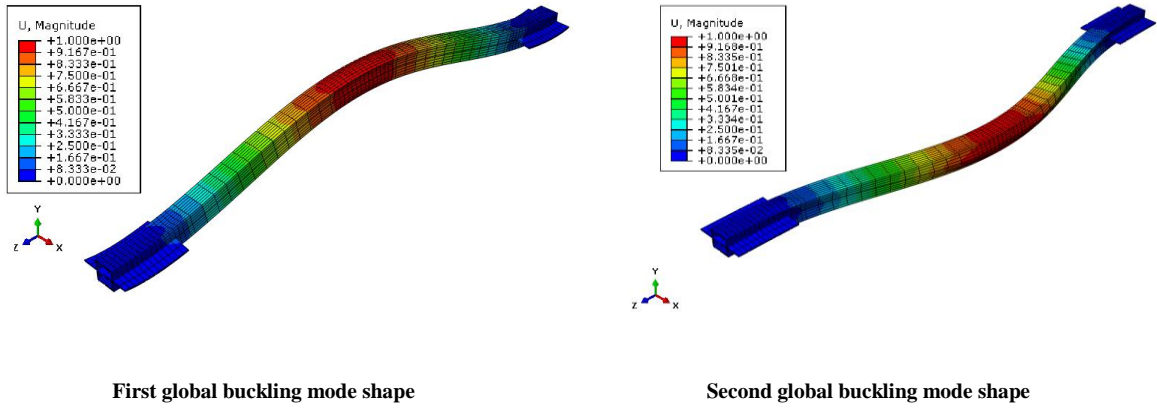 U, Magnitude
+1.000e+00
+9.167e-01
+8.333e-01
+7.500e-01
+6.667e-01
+5.833e-01
+5.000e-01
+4.167e-01
+3.333e-01
+2.500e-01
+1.667e-01
+8.333e-02
+0.000e+00
Y
Z
X
U, Magnitude
+1.000e+00
+9.168e-01
+8.335e-01
+7.501e-01
+6.668e-01
+5.834e-01
+5.001e-01
+4.167e-01
+3.334e-01
+2.500e-01
+1.667e-01
+8.335e-02
+0.000e+00
Y
Z
X
First global buckling mode shape
Second global buckling mode shape